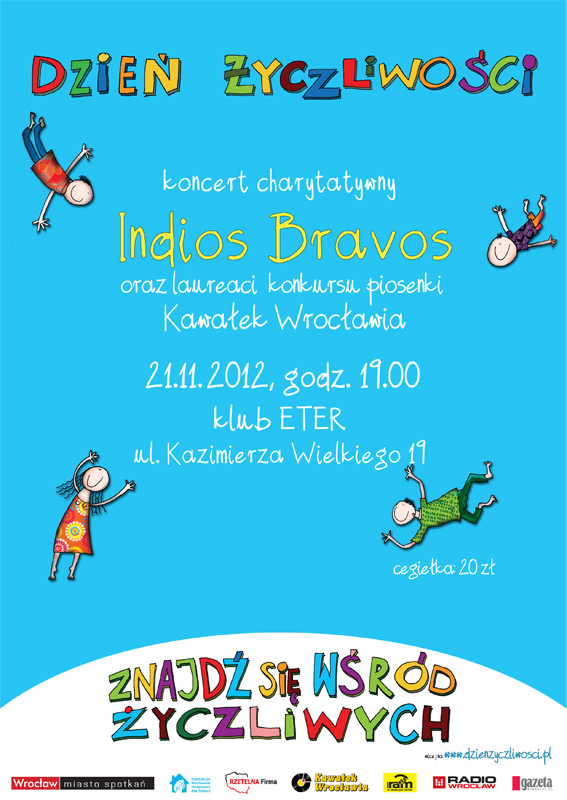 DZIEŃ ŻYCZLIWOŚCI
koncert charytatywny
Indios Bravos
oraz laureaci konkursu piosenki
Kawałek Wrocławia
21.11.2012, godz. 19.00
klub ETER
ul. Kazimierza Wielkiego 19
cegiełka: 20 zł
ZNAJDŹ SIĘ WŚRÓD
ŻYCZLIWYCH
www.dzienzyczliwosci.pl
Wrocław miasto spotkań
RZETELNA Firma
Kawałek
Wrocławia
ram
RADIO
WROCŁAW
gazeta